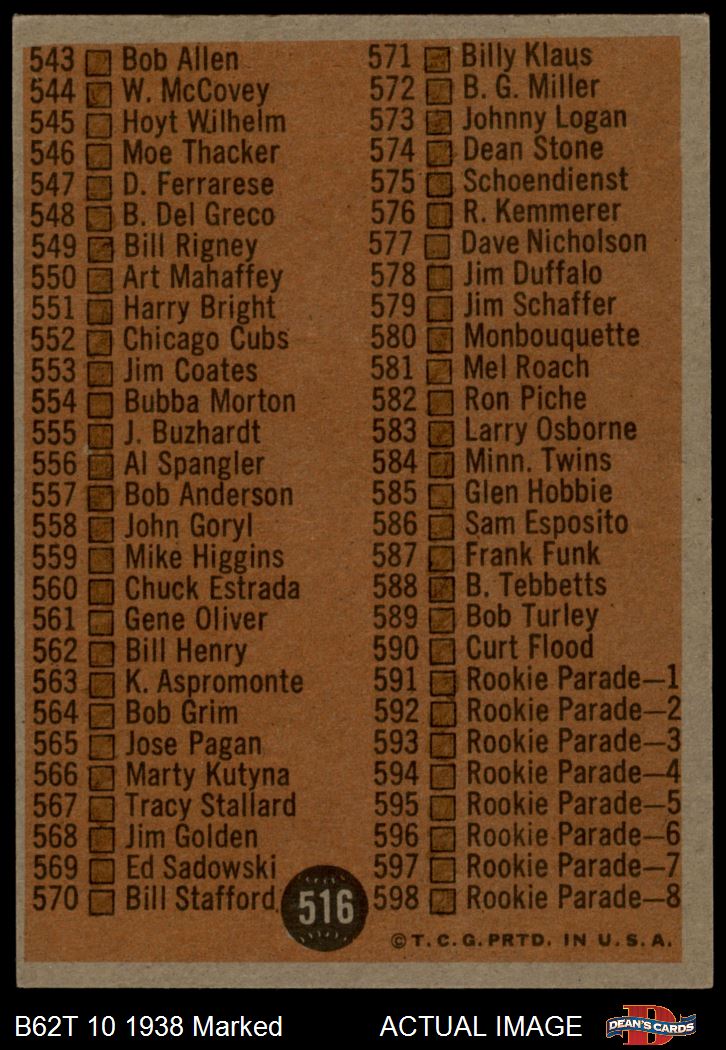 543 Bob Allen
544 W. McCovey
545 Hoyt Wilhelm
546 Moe Thacker
547 D. Ferrarese
548 B. Del Greco
549 Bill Rigney
550 Art Mahaffey
551 Harry Bright
552 Chicago Cubs
553 Jim Coates
554 Bubba Morton
555 J. Buzhardt
556 Al Spangler
557 Bob Anderson
558 John Goryl
559 Mike Higgins
560 Chuck Estrada
561 Gene Oliver
562 Bill Henry
563 K. Aspromonte
564 Bob Grim
565 Jose Pagan
566 Marty Kutyna
567 Tracy Stallard
568 Jim Golden
569 Ed Sadowski
570 Bill Stafford
571 Billy Klaus
572 B. G. Miller
573 Johnny Logan
574 Dean Stone
575 Schoendienst
576 R. Kemmerer
577 Dave Nicholson
578 Jim Duffalo
579 Jim Schaffer
580 Monbouquette
581 Mel Roach
582 Ron Piche
583 Larry Osborne
584 Minn. Twins
585 Glen Hobbie
586 Sam Esposito
587 Frank Funk
588 B. Tebbetts
589 Bob Turley
590 Curt Flood
591 Rookie Parade—1
592 Rookie Parade—2
593 Rookie Parade—3
594 Rookie Parade—4
595 Rookie Parade—5
596 Rookie Parade—6
597 Rookie Parade—7
598 Rookie Parade—8
516
© T. C. G. PRTD. IN U. S. A.
B62T 10 1938 Marked
ACTUAL IMAGE
D
DEAN'S CARDS